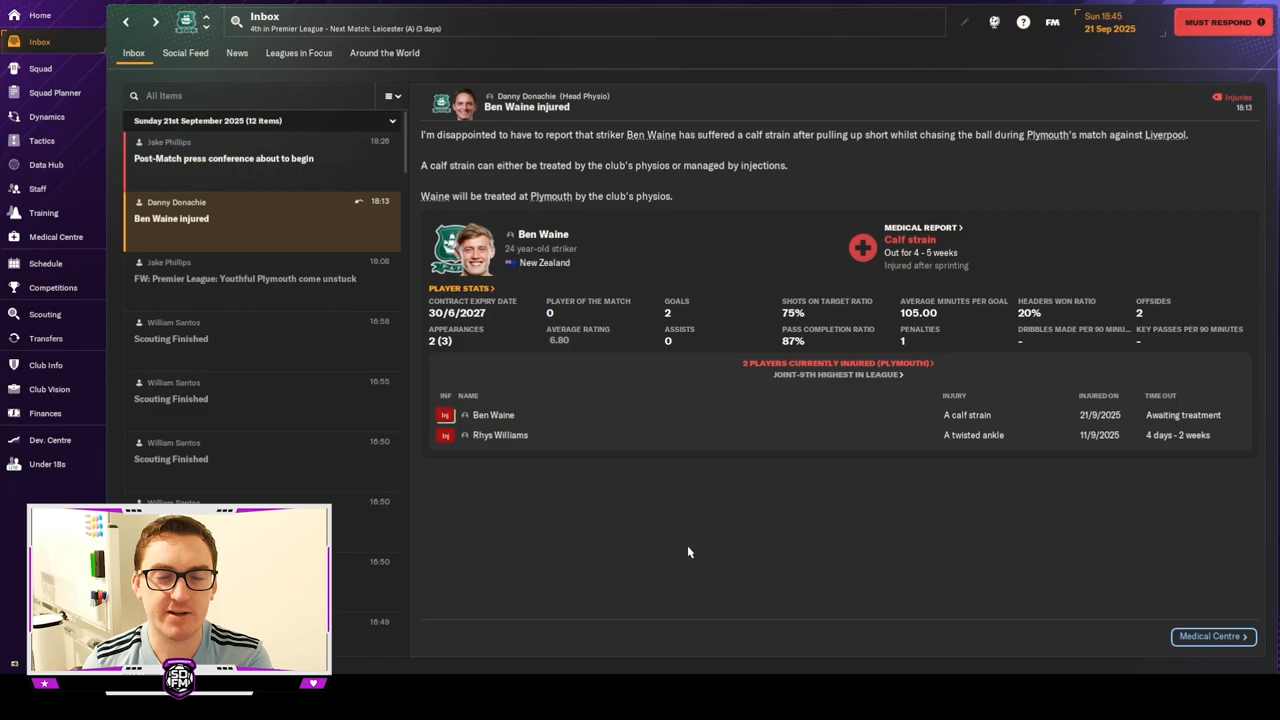 Home
Inbox
Squad
Squad Planner
Dynamics
Tactics
Data Hub
Staff
Training
Medical Centre
Schedule
Competitions
Scouting
Transfers
Club Info
Club Vision
Finances
Dev. Centre
Under 18s
Inbox
4th in Premier League - Next Match: Leicester (A) (3 days)
FM
Sun 18:45
21 Sep 2025
MUST RESPOND
Inbox Social Feed News Leagues in Focus Around the World
All Items
Sunday 21st September 2025 (12 items)
Jake Phillips 18:26
Post-Match press conference about to begin
Danny Donachie 18:13
Ben Waine injured
Jake Phillips 18:08
FW: Premier League: Youthful Plymouth come unstuck
William Santos 16:58
Scouting Finished
William Santos 16:55
Scouting Finished
William Santos 16:50
Scouting Finished
William Santos 16:50
16:50
16:49
Danny Donachie (Head Physio)
Ben Waine injured
Injuries
18:13
I'm disappointed to have to report that striker Ben Waine has suffered a calf strain after pulling up short whilst chasing the ball during Plymouth's match against Liverpool.
A calf strain can either be treated by the club's physios or managed by injections.
Waine will be treated at Plymouth by the club's physios.
Ben Waine
24 year-old striker
New Zealand
MEDICAL REPORT >
Calf strain
Out for 4 - 5 weeks
Injured after sprinting
PLAYER STATS >
CONTRACT EXPIRY DATE PLAYER OF THE MATCH GOALS SHOTS ON TARGET RATIO AVERAGE MINUTES PER GOAL HEADERS WON RATIO OFFSIDES
30/6/2027 0 2 75% 105.00 20% 2
APPEARANCES AVERAGE RATING ASSISTS PASS COMPLETION RATIO PENALTIES DRIBBLES MADE PER 90 MINU... KEY PASSES PER 90 MINUTES
2 (3) 6.80 0 87% 1 - -
2 PLAYERS CURRENTLY INJURED (PLYMOUTH) >
JOINT-9TH HIGHEST IN LEAGUE >
INF NAME INJURY INJURED ON TIME OUT
Inj Ben Waine A calf strain 21/9/2025 Awaiting treatment
Inj Rhys Williams A twisted ankle 11/9/2025 4 days - 2 weeks
Medical Centre >
SD
FM